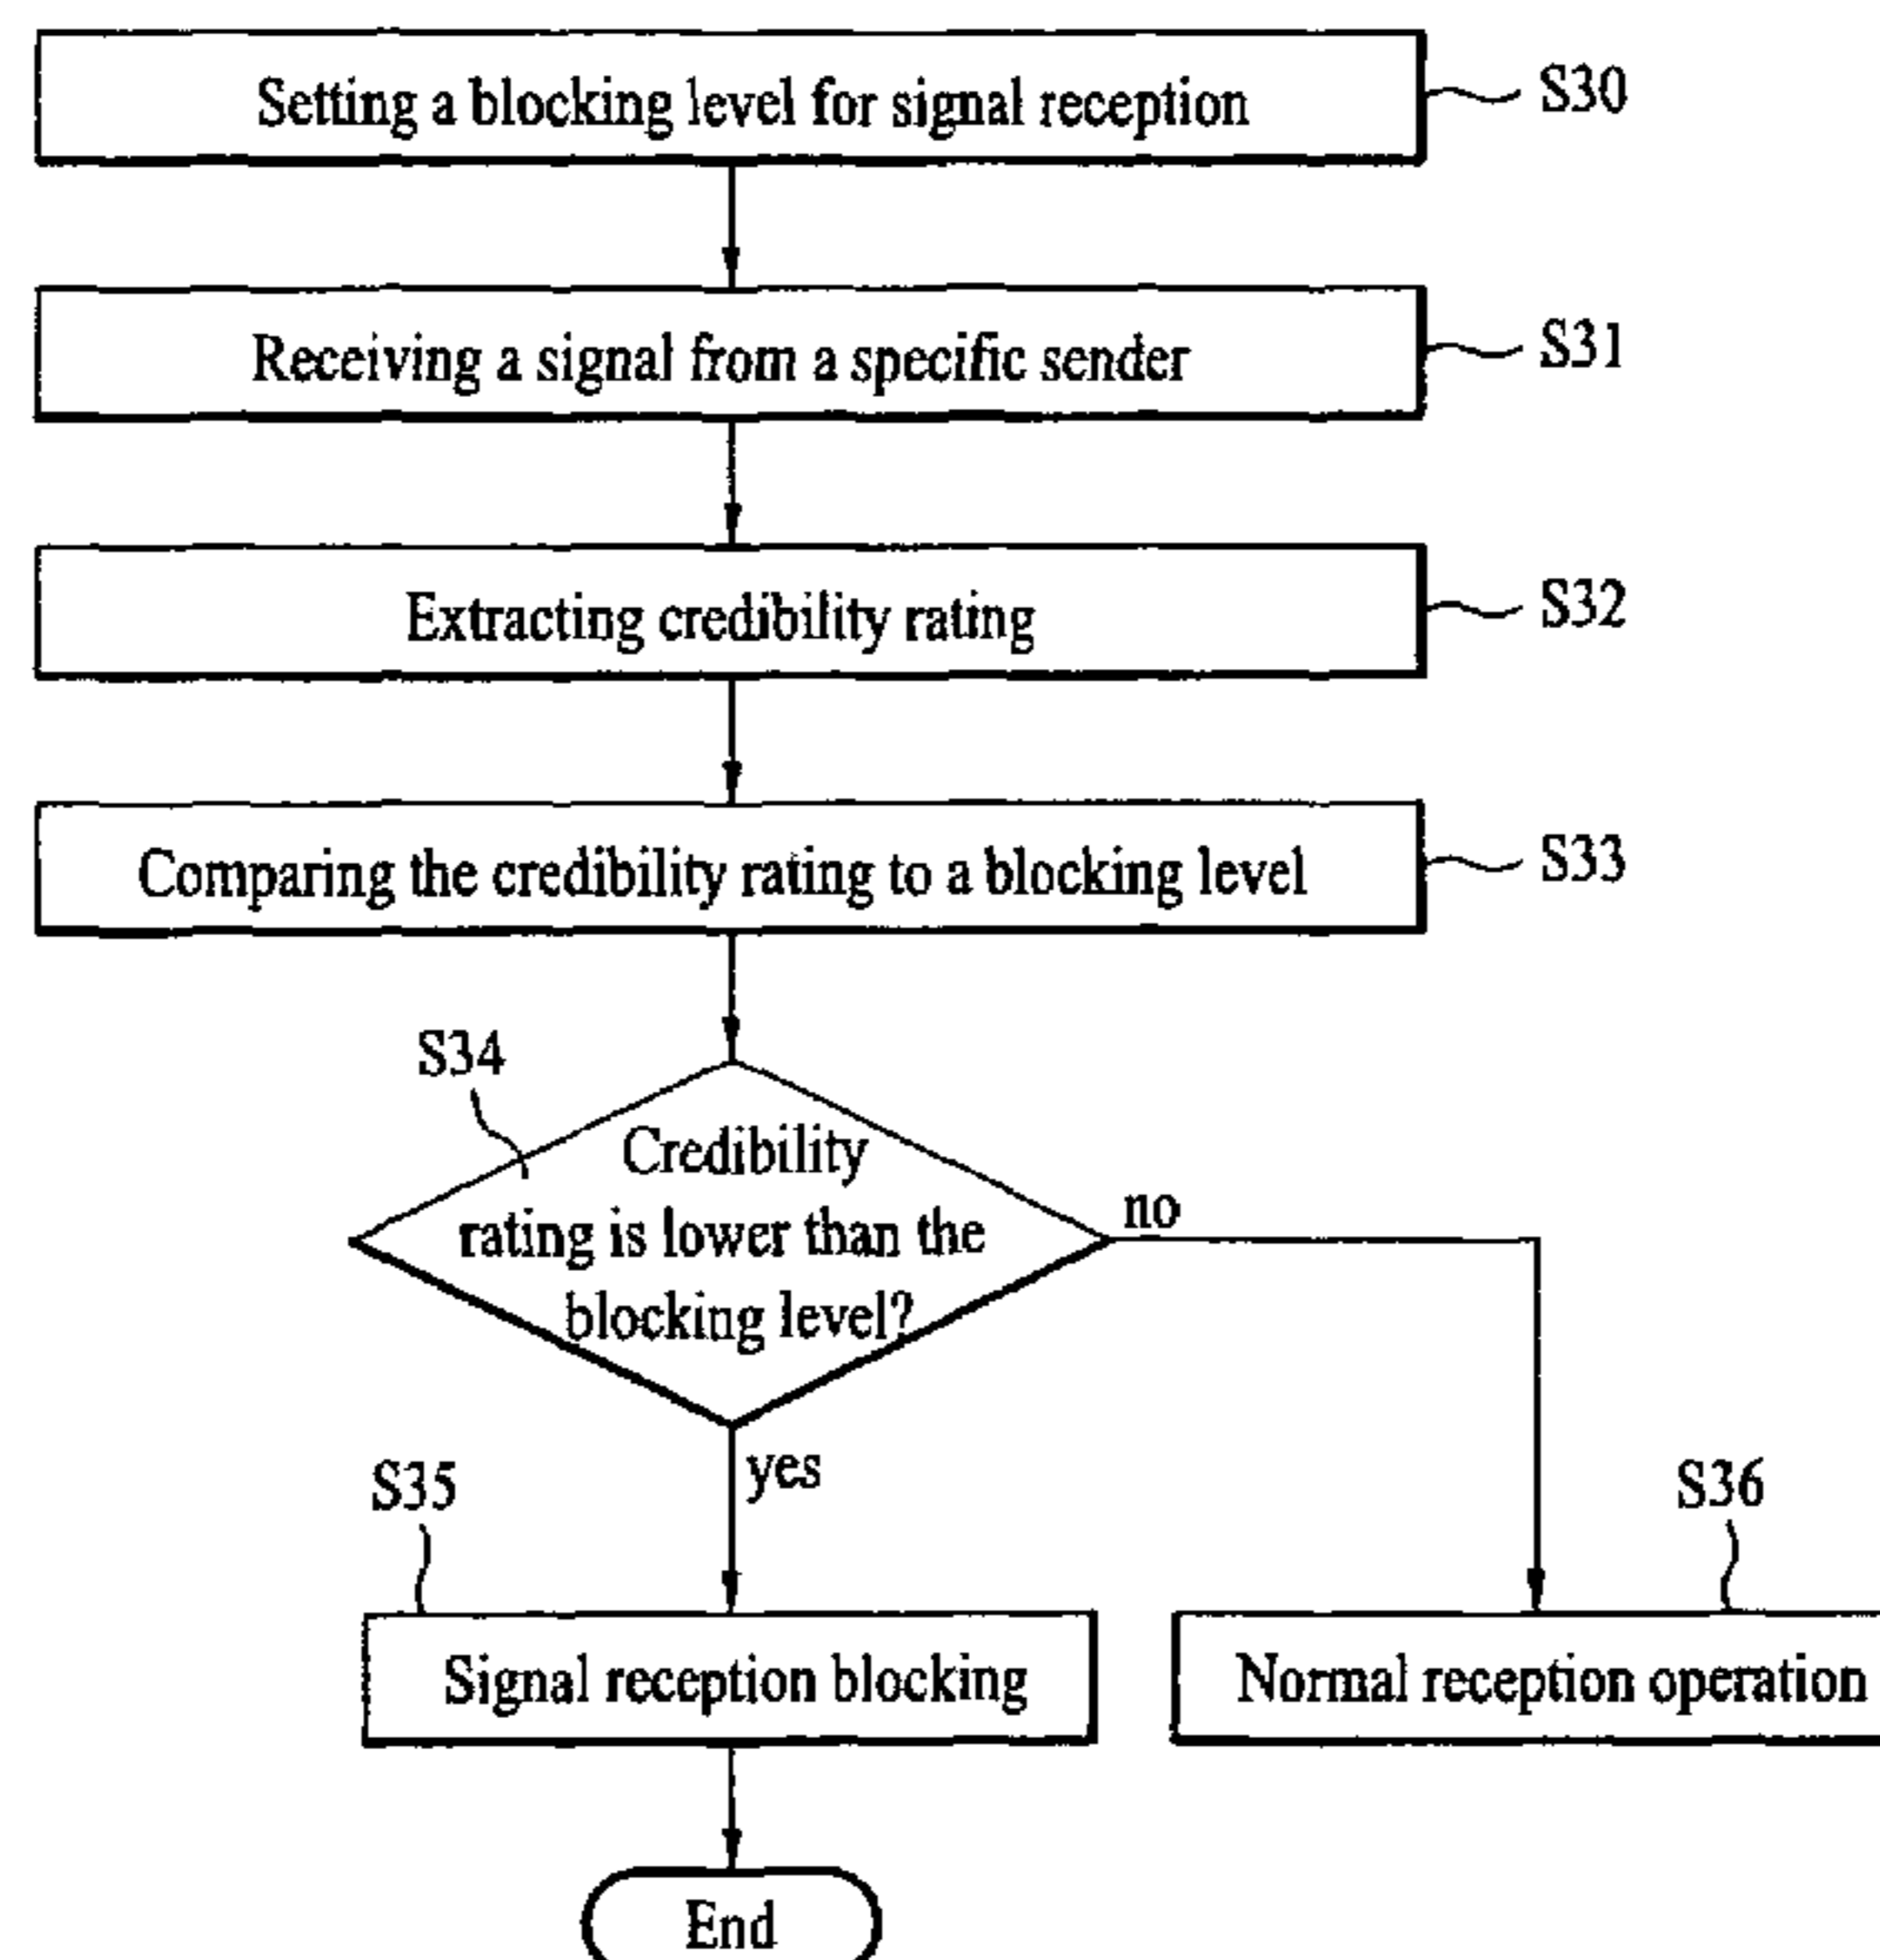 Setting a blocking level for signal reception
S30
Receiving a signal from a specific sender
S31
Extracting credibility rating
S32
Comparing the credibility rating to a blocking level
S33
S34
Credibility
rating is lower than the
blocking level?
no
yes
S35
S36
Signal reception blocking
Normal reception operation
End